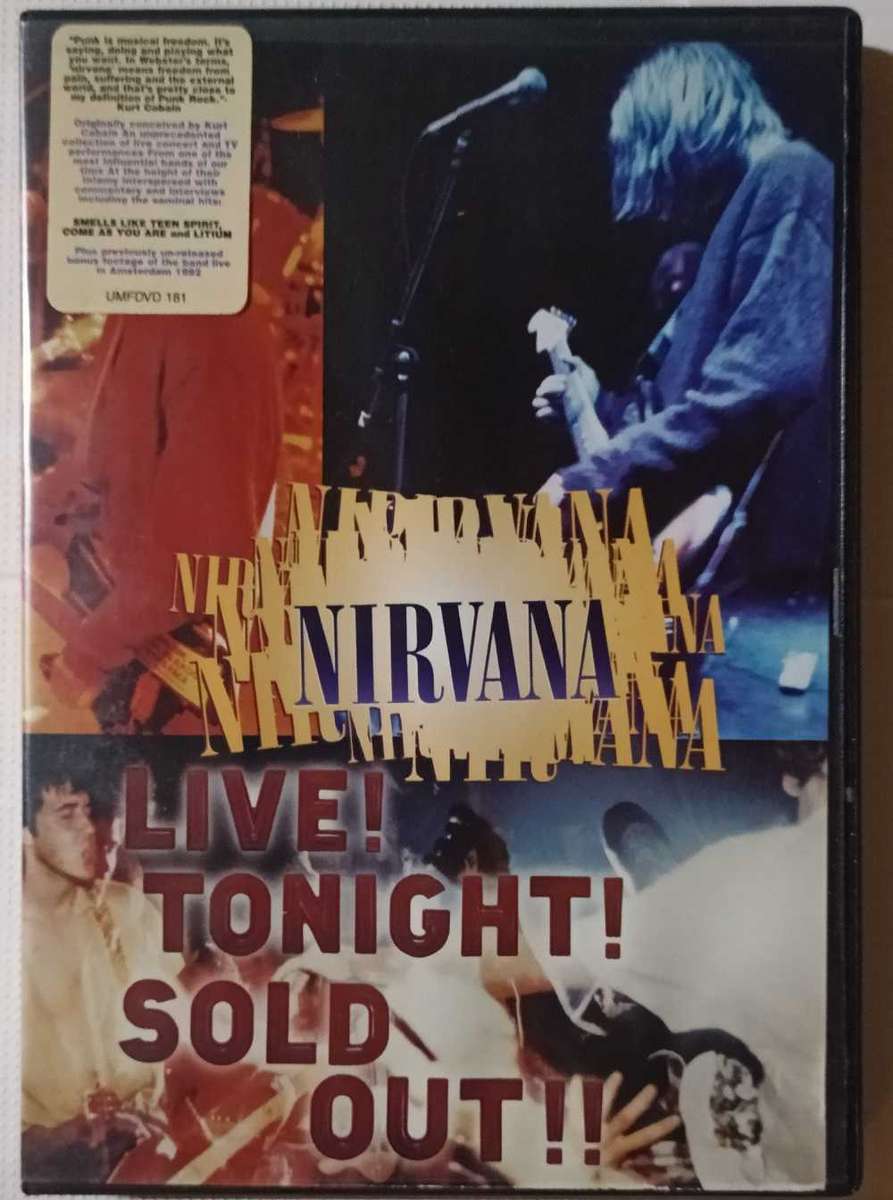 "Punk is musical freedom. It's
saying, doing and playing what
you want. In Webster's terms,
'nirvana' means freedom from
pain, suffering and the external
world, and that's pretty close to
my definition of Punk Rock."
Kurt Cobain
Originally conceived by Kurt
Cobain An unprecedented
collection of live concert and TV
performances From one of the
most influential bands of our
time At the height of their
infamy interspersed with
commentary and interviews
including the seminal hits:
SMELLS LIKE TEEN SPIRIT,
COME AS YOU ARE and LITIUM
Plus previously un-released
bonus footage of the band live
in Amsterdam 1992
UMFDVD 181
NIRVANA
NIRVANA
LIVE!
TONIGHT!
SOLD
OUT!!